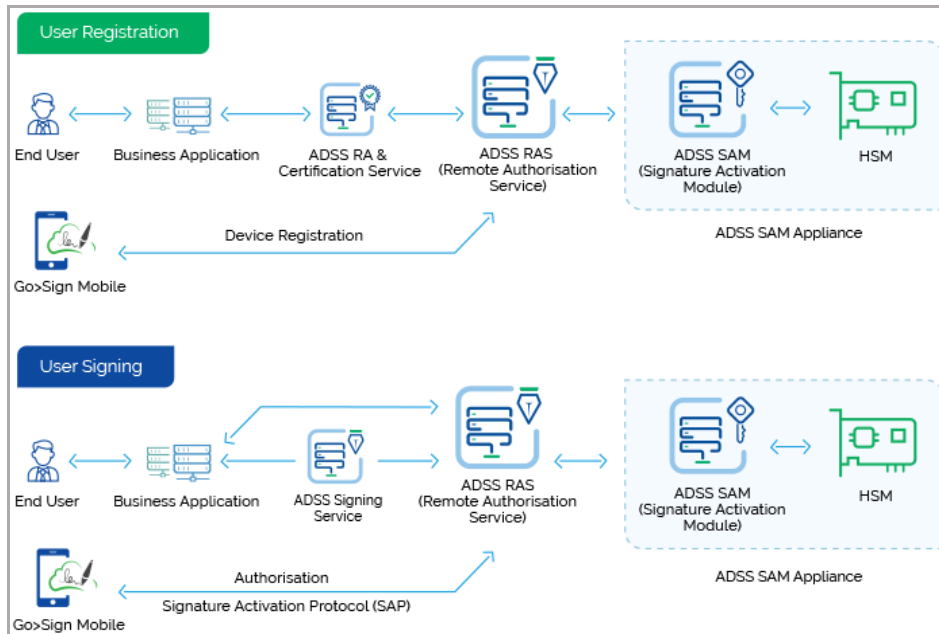 User Registration
End User
Business Application
ADSS RA &
Certification Service
ADSS RAS
(Remote Authorisation
Service)
ADSS SAM
(Signature Activation
Module)
HSM
Device Registration
ADSS SAM Appliance
Go>Sign Mobile
User Signing
End User
Business Application
ADSS Signing
Service
ADSS RAS
(Remote Authorisation
Service)
ADSS SAM
(Signature Activation
Module)
HSM
Authorisation
Signature Activation Protocol (SAP)
ADSS SAM Appliance
Go>Sign Mobile